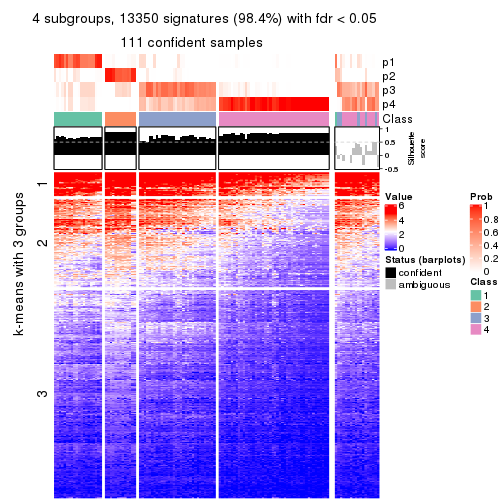 4 subgroups, 13350 signatures (98.4%) with fdr < 0.05
111 confident samples
p1
p2
p3
p4
Class
1
0.5
0
-0.5
Silhouette
score
k-means with 3 groups
1
2
3
Value
6
4
2
0
Status (barplots)
confident
ambiguous
Prob
1
0.8
0.6
0.4
0.2
0
Class
1
2
3
4